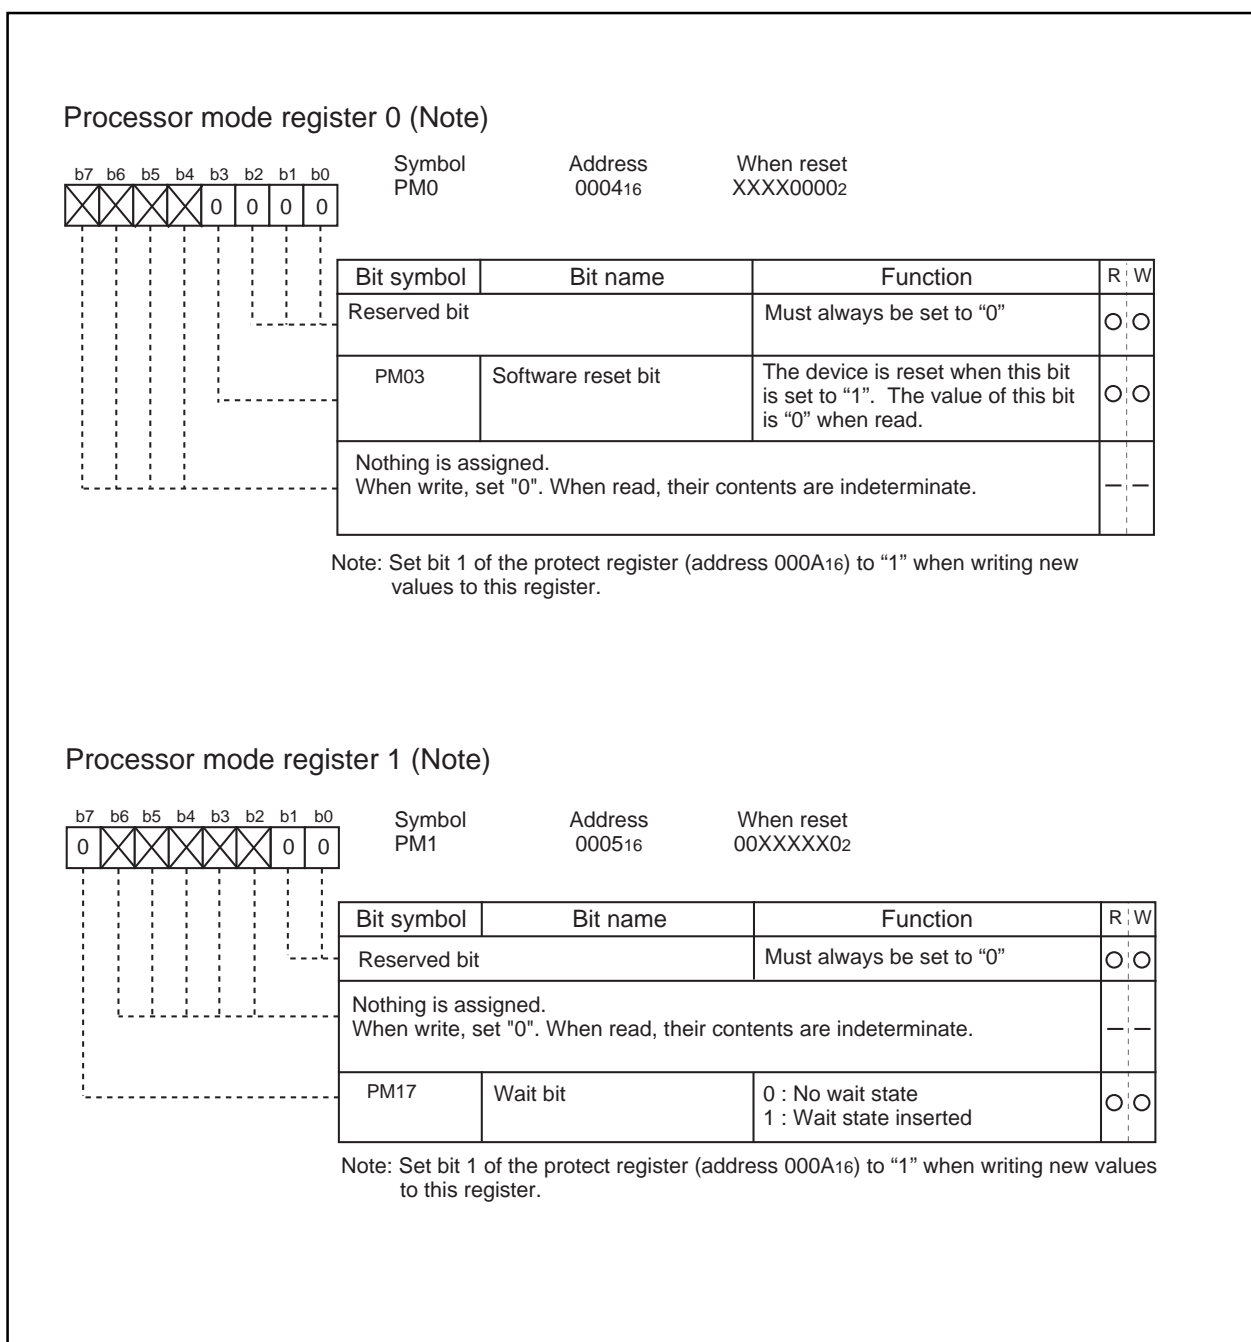 Processor mode register 0 (Note)
Symbol Address When reset
b7 b6 b5 b4 b3 b2 b1 b0
PM0 000416 XXXX00002
0 0 0 0
Bit symbol Bit name Function R W
Reserved bit Must always be set to “0”
PM03 Software reset bit The device is reset when this bit
is set to “1”. The value of this bit
is “0” when read.
Nothing is assigned.
When write, set "0". When read, their contents are indeterminate.
Note: Set bit 1 of the protect register (address 000A16) to “1” when writing new
values to this register.
Processor mode register 1 (Note)
b7 b6 b5 b4 b3 b2 b1 b0
Symbol Address When reset
PM1 000516 00XXXXX02
0 0 0
Bit symbol Bit name Function R W
Reserved bit Must always be set to “0”
Nothing is assigned.
When write, set "0". When read, their contents are indeterminate.
PM17 Wait bit 0 : No wait state
1 : Wait state inserted
Note: Set bit 1 of the protect register (address 000A16) to “1” when writing new values
to this register.